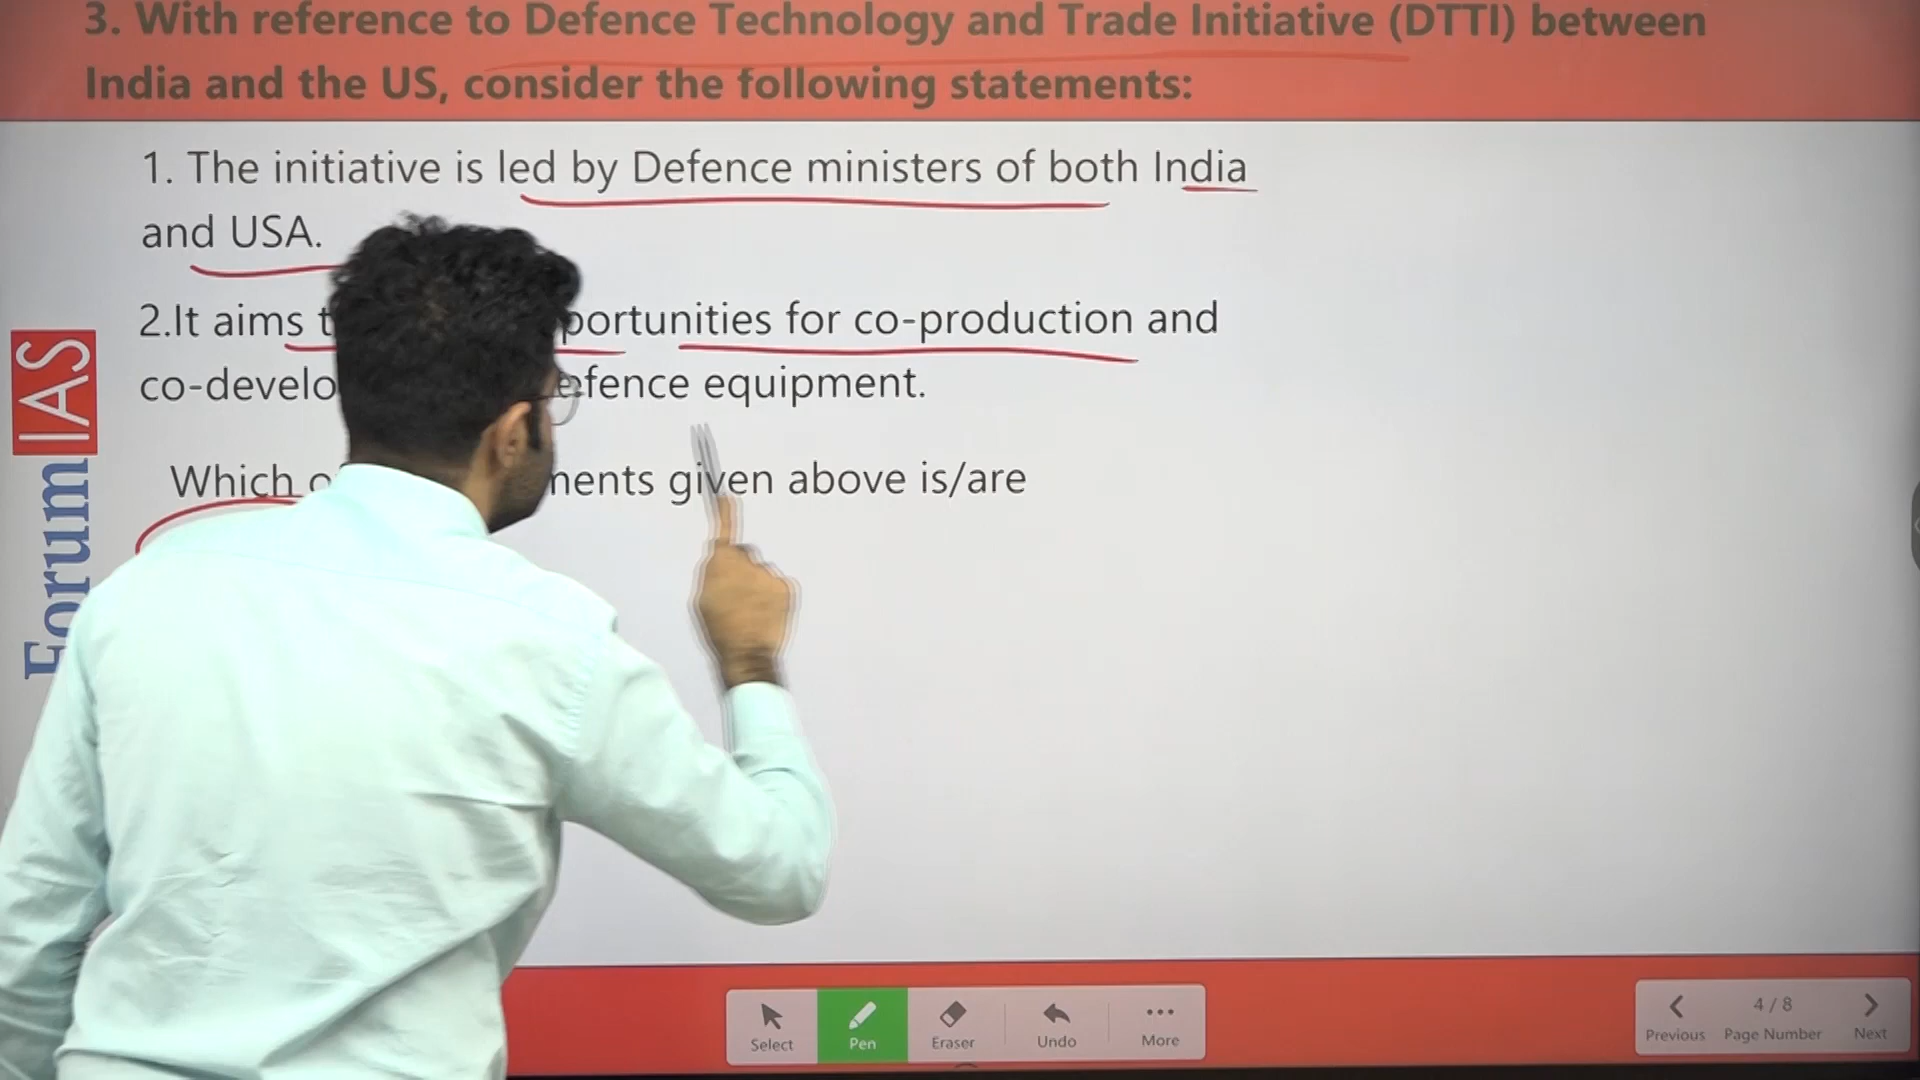 3. With reference to Defence Technology and Trade Initiative (DTTI) between
India and the US, consider the following statements:
1. The initiative is led by Defence ministers of both India
and USA.
2.It aims portunities for co-production and
co-develo efence equipment.
Which ments given above is/are
Forum IAS
Select
Pen
Eraser
Undo
More
4 / 8
Previous
Page Number
Next